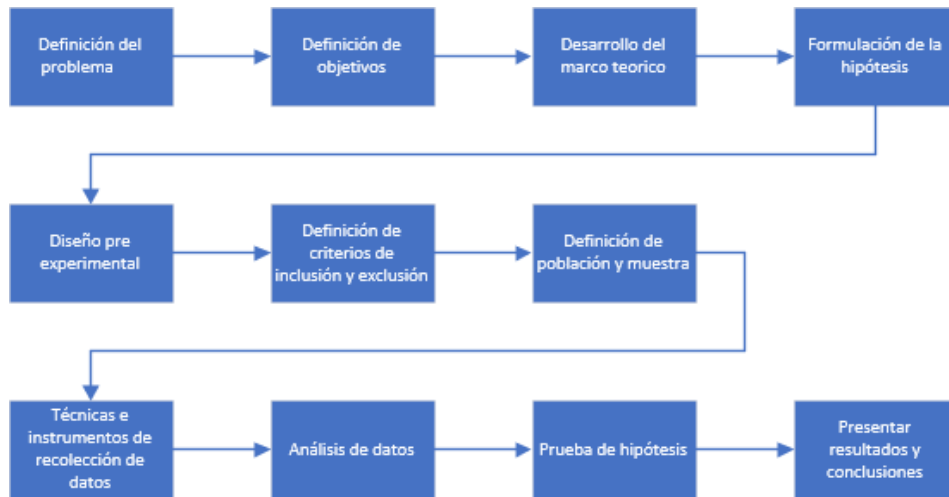 Definición del
problema
Definición de
objetivos
Desarrollo del
marco teorico
Formulación de la
hipótesis
Diseño pre
experimental
Definición de
criterios de
inclusión y exclusión
Definición de
población y muestra
Técnicas e
instrumentos de
recolección de
datos
Análisis de datos
Prueba de hipótesis
Presentar
resultados y
conclusiones